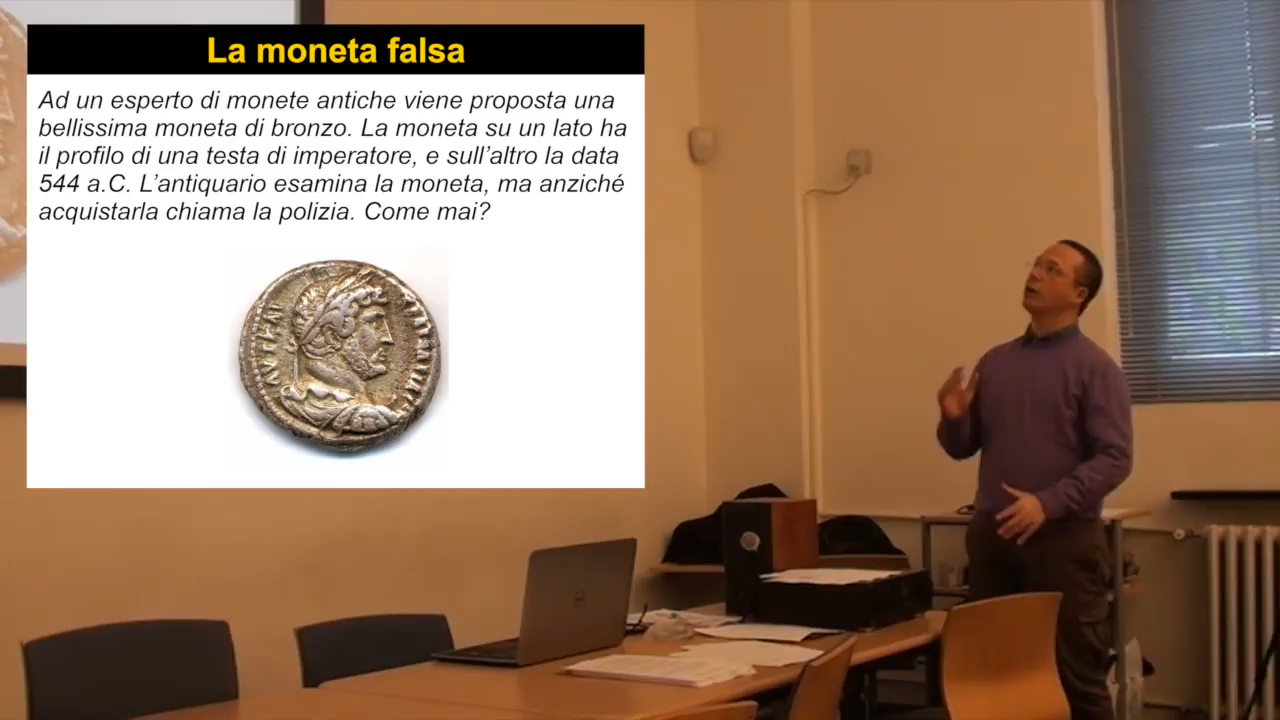 La moneta falsa
Ad un esperto di monete antiche viene proposta una
bellissima moneta di bronzo. La moneta su un lato ha
il profilo di una testa di imperatore, e sull'altro la data
544 a.C. L'antiquario esamina la moneta, ma anziché
acquistarla chiama la polizia. Come mai?